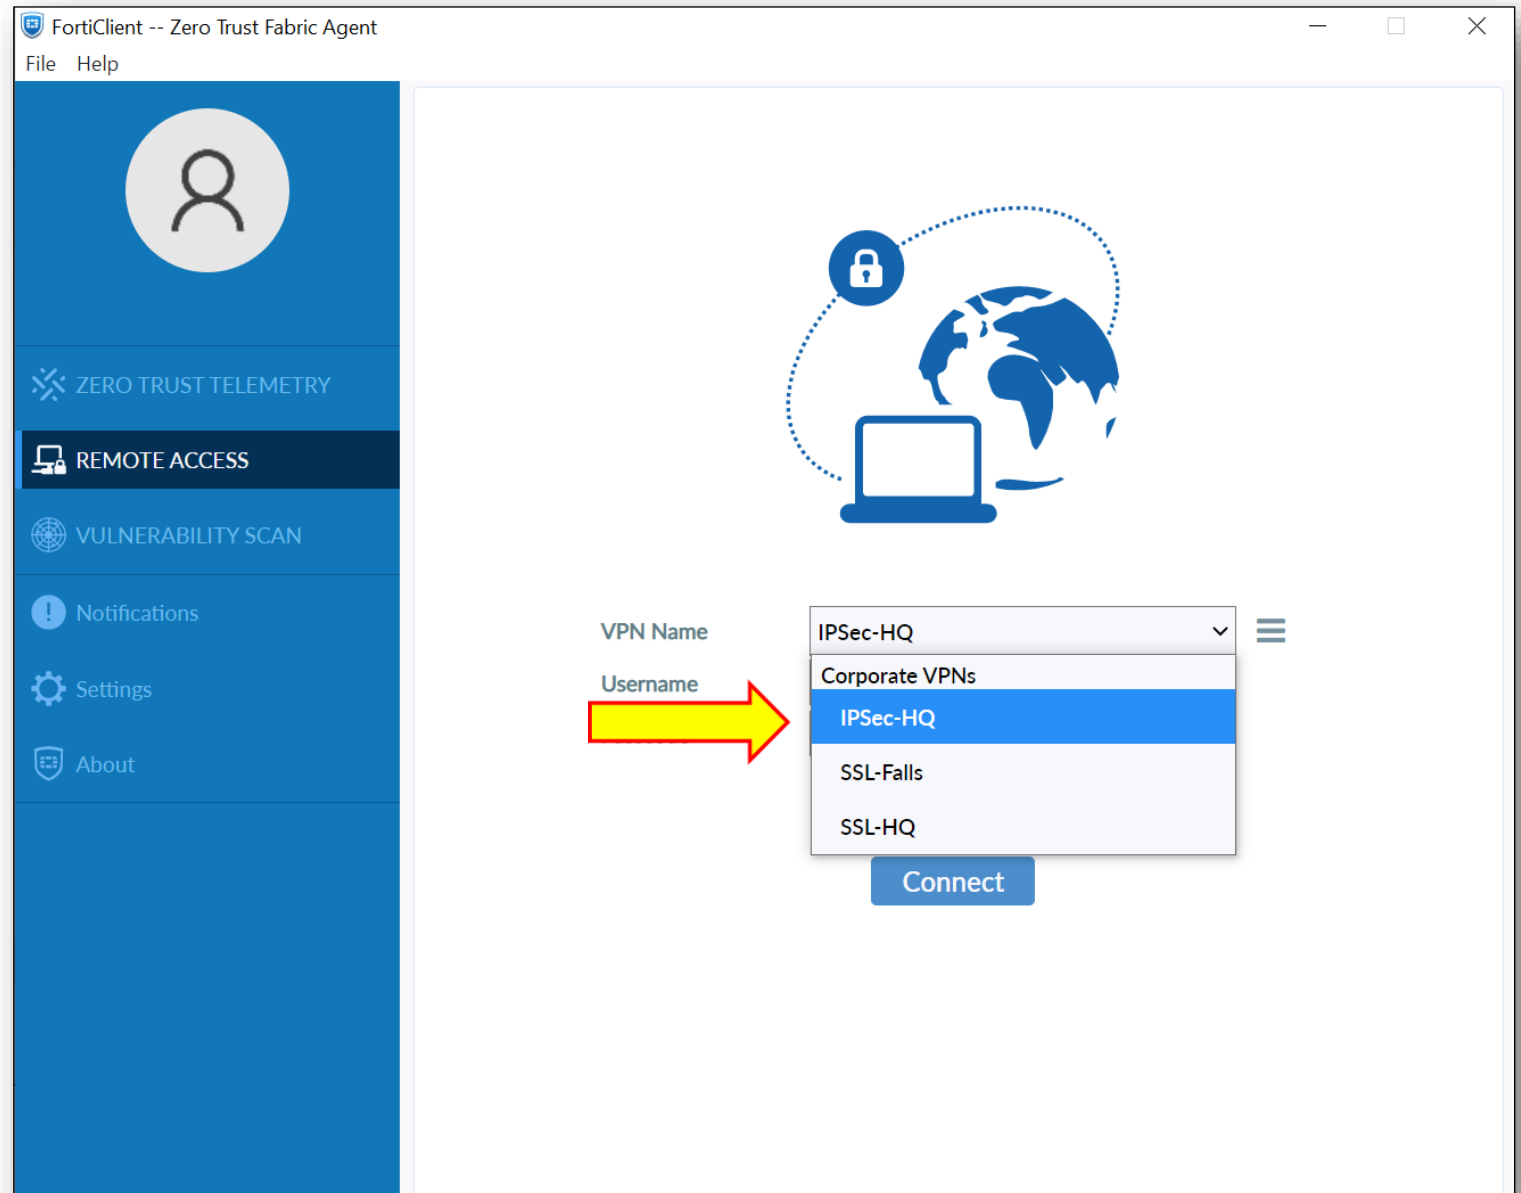 FortiClient -- Zero Trust Fabric Agent
File Help
ZERO TRUST TELEMETRY
REMOTE ACCESS
VULNERABILITY SCAN
Notifications
Settings
About
VPN Name
IPSec-HQ
Username
Corporate VPNs
IPSec-HQ
SSL-Falls
SSL-HQ
Connect